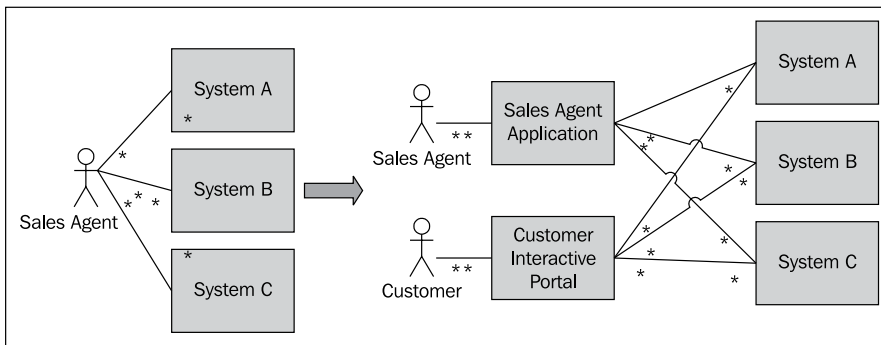 System A
*
*
Sales Agent
System B
*
*
*
*
System C
Sales Agent
**
Sales Agent
Application
Customer
**
Customer
Interactive
Portal
System A
*
*
*
System B
*
*
*
*
*
*
System C
*
*